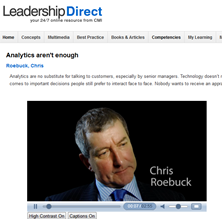 LeadershipDirect
your 24/7 online resource from CMI
Home Concepts Multimedia Best Practice Books & Articles Competencies My Learning
Analytics aren't enough
Roebuck, Chris
Analytics are no substitute for talking to customers, especially by senior managers. Technology doesn't
comes to important decisions people still prefer to interact face to face. Nobody wants to receive an
Chris
Roebuck
High Contrast On Captions On